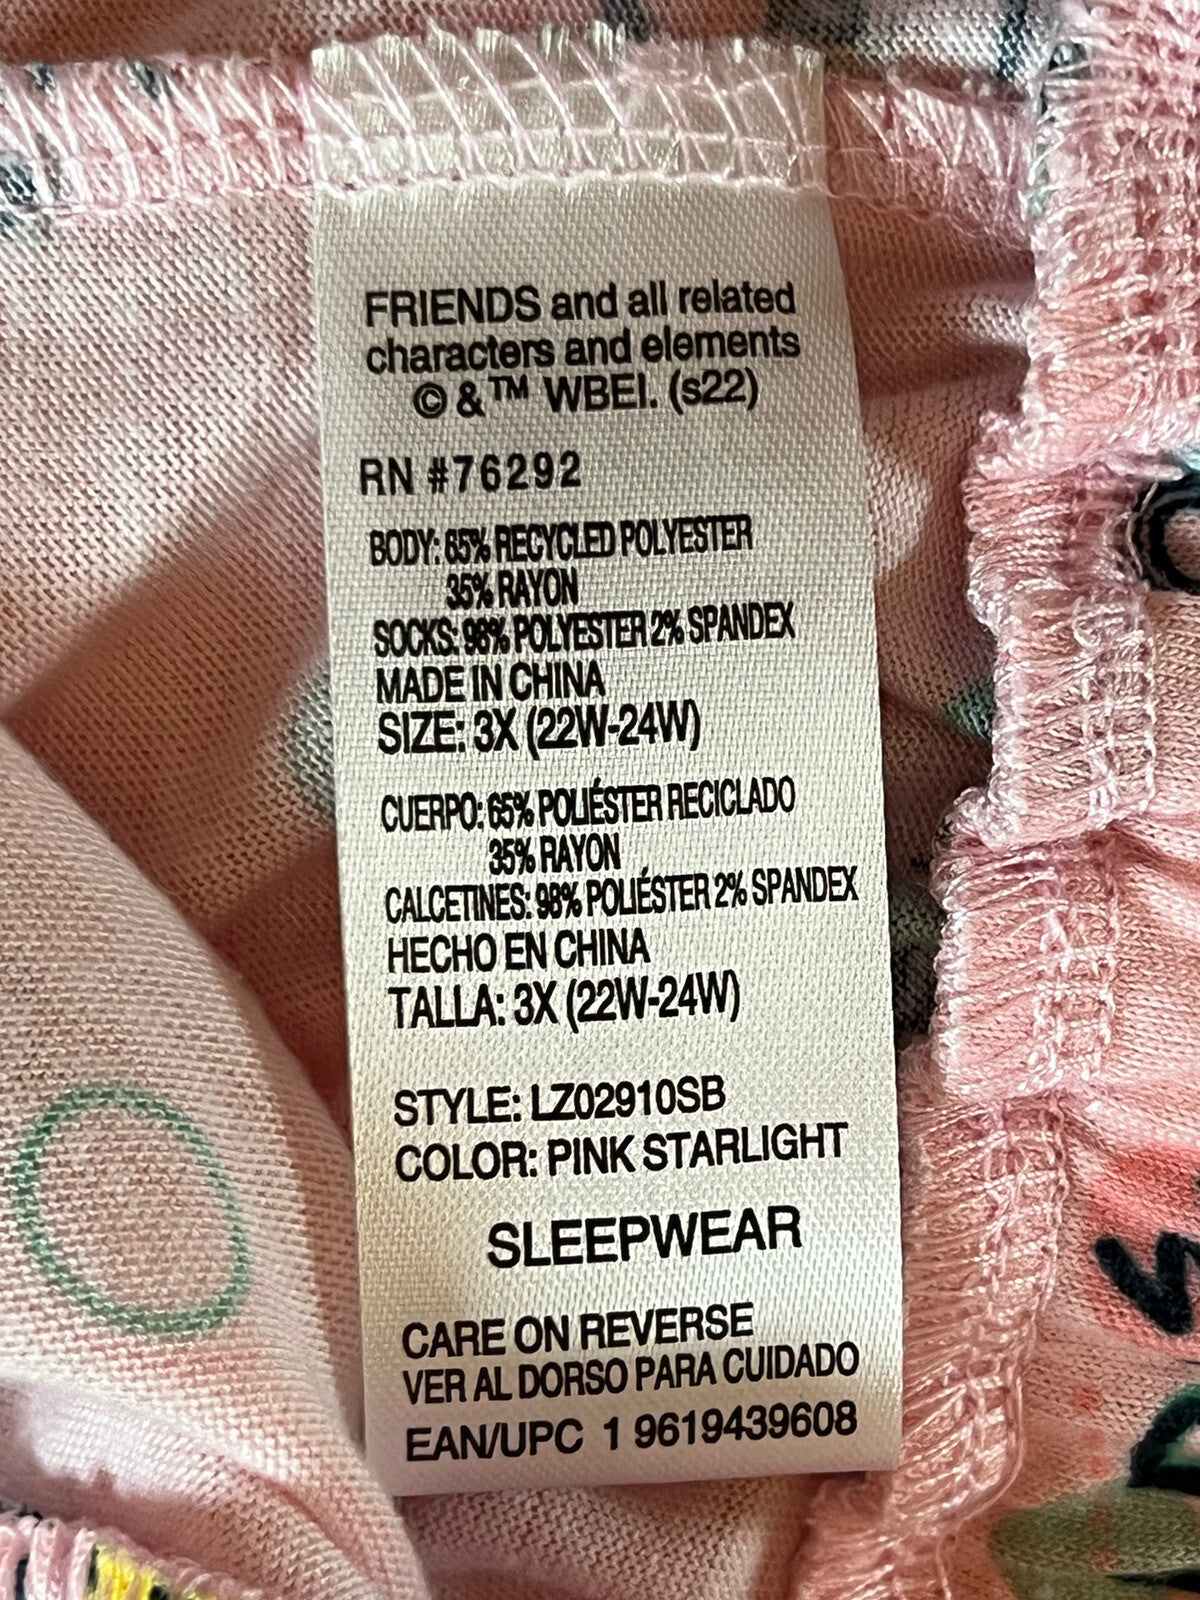 FRIENDS and all related
characters and elements
© & ™ WBEI. (s22)
RN #76292
BODY: 65% RECYCLED POLYESTER
35% RAYON
SOCKS: 98% POLYESTER 2% SPANDEX
MADE IN CHINA
SIZE: 3X (22W-24W)
CUERPO: 65% POLIÉSTER RECICLADO
35% RAYON
CALCETINES: 98% POLIÉSTER 2% SPANDEX
HECHO EN CHINA
TALLA: 3X (22W-24W)
STYLE: LZ02910SB
COLOR: PINK STARLIGHT
SLEEPWEAR
CARE ON REVERSE
VER AL DORSO PARA CUIDADO
EAN/UPC 1 9619439608